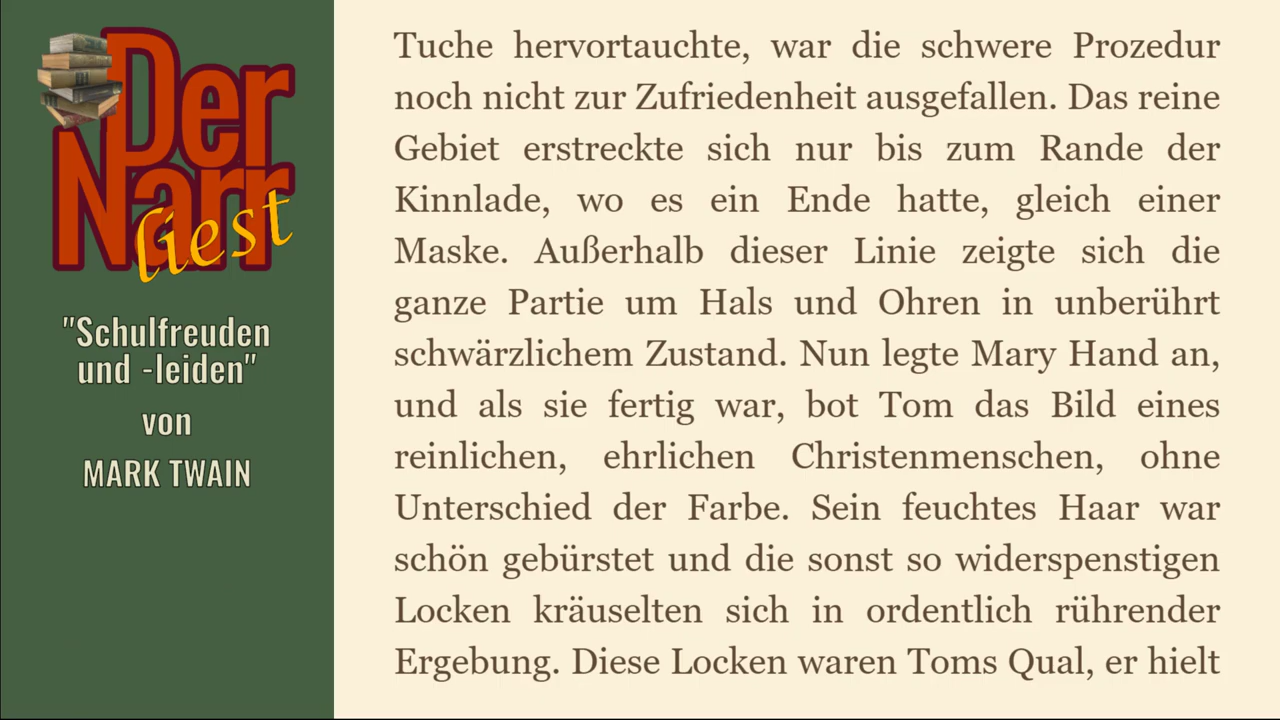 Der
Narr
liest
"Schulfreuden
und -leiden"
von
MARK TWAIN
Tuche hervortauchte, war die schwere Prozedur
noch nicht zur Zufriedenheit ausgefallen. Das reine
Gebiet erstreckte sich nur bis zum Rande der
Kinnlade, wo es ein Ende hatte, gleich einer
Maske. Außerhalb dieser Linie zeigte sich die
ganze Partie um Hals und Ohren in unberührt
schwärzlichem Zustand. Nun legte Mary Hand an,
und als sie fertig war, bot Tom das Bild eines
reinlichen, ehrlichen Christenmenschen, ohne
Unterschied der Farbe. Sein feuchtes Haar war
schön gebürstet und die sonst so widerspenstigen
Locken kräuselten sich in ordentlich rührender
Ergebung. Diese Locken waren Toms Qual, er hielt